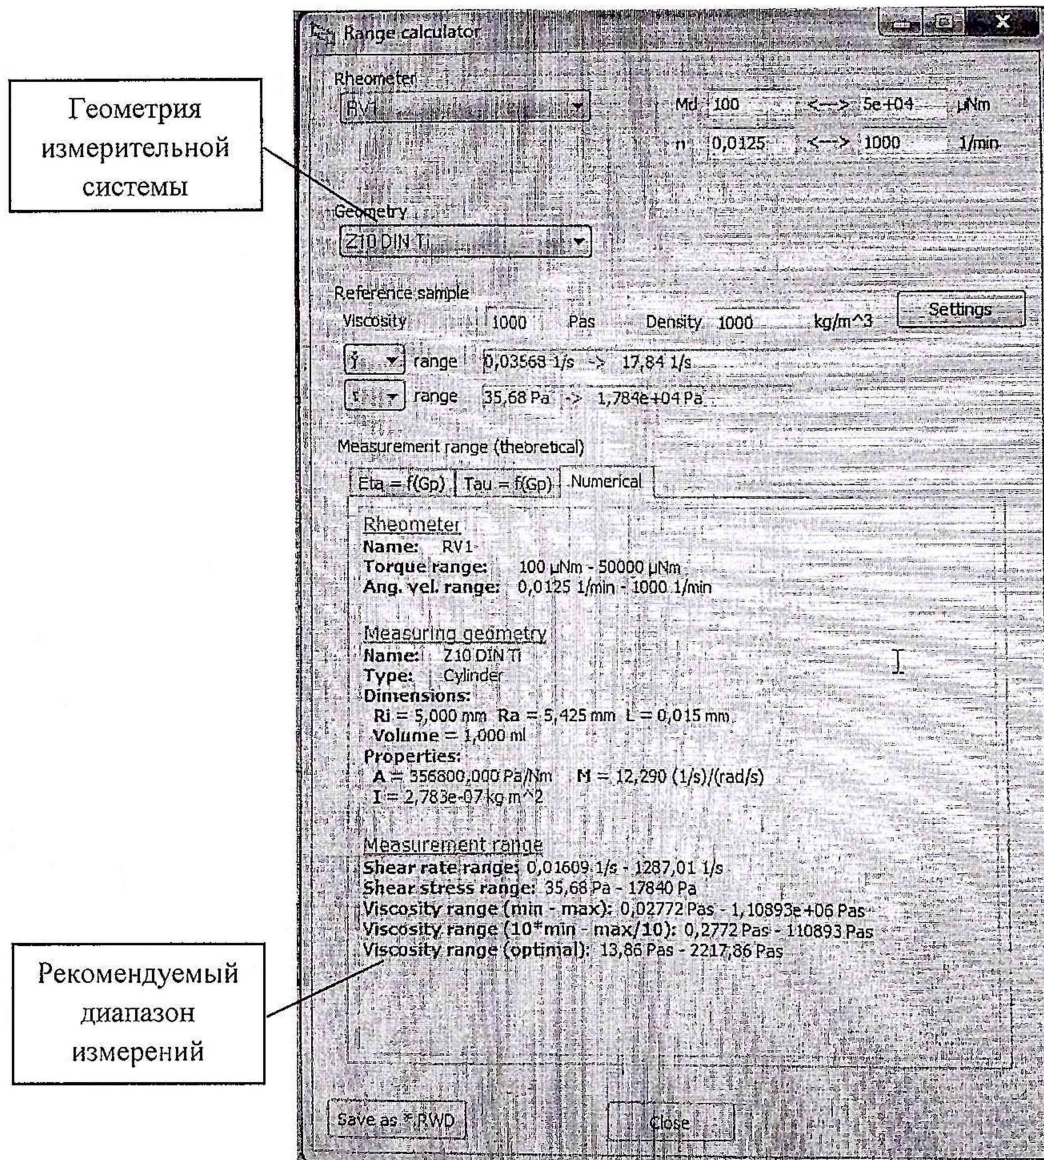 Range calculator
Rheometer
RV1
Md 100 <--> 5e+04 µNm
n 0,0125 <--> 1000 1/min
Геометрия
измерительной
системы
Geometry
Z10 DIN Ti
Reference sample
Viscosity 1000 Pas Density 1000 kg/m^3 Settings
range 0,03568 1/s -> 17,84 1/s
τ range 35,68 Pa -> 1,784e+04 Pa
Measurement range (theoretical)
Eta = f(Gp) Tau = f(Gp) Numerical
Rheometer
Name: RV1
Torque range: 100 µNm - 50000 µNm
Ang. vel. range: 0,0125 1/min - 1000 1/min
Measuring geometry
Name: Z10 DIN Ti
Type: Cylinder
Dimensions:
Ri = 5,000 mm Ra = 5,425 mm L = 0,015 mm
Volume = 1,000 ml
Properties:
A = 356800,000 Pa/Nm M = 12,290 (1/s)/(rad/s)
I = 2,783e-07 kg m^2
Measurement range
Shear rate range: 0,01609 1/s - 1287,01 1/s
Shear stress range: 35,68 Pa - 17840 Pa
Viscosity range (min - max): 0,02772 Pas - 1,10893e+06 Pas
Viscosity range (10*min - max/10): 0,2772 Pas - 110893 Pas
Viscosity range (optimal): 13,86 Pas - 2217,86 Pas
Рекомендуемый
диапазон
измерений
Save as *.RWD Close